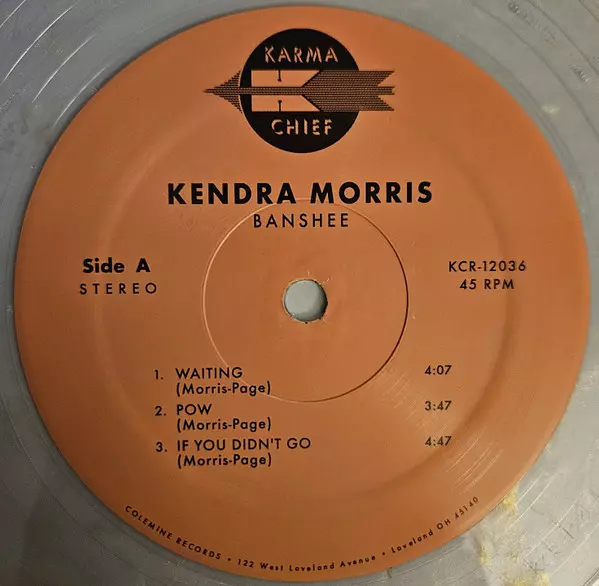 KARMA
CHIEF
KENDRA MORRIS
BANSHEE
Side A
STEREO
KCR-12036
45 RPM
1. WAITING 4:07
(Morris-Page)
2. POW 3:47
(Morris-Page)
3. IF YOU DIDN'T GO 4:47
(Morris-Page)
COLEMINE RECORDS • 122 West Loveland Avenue • Loveland OH 45140